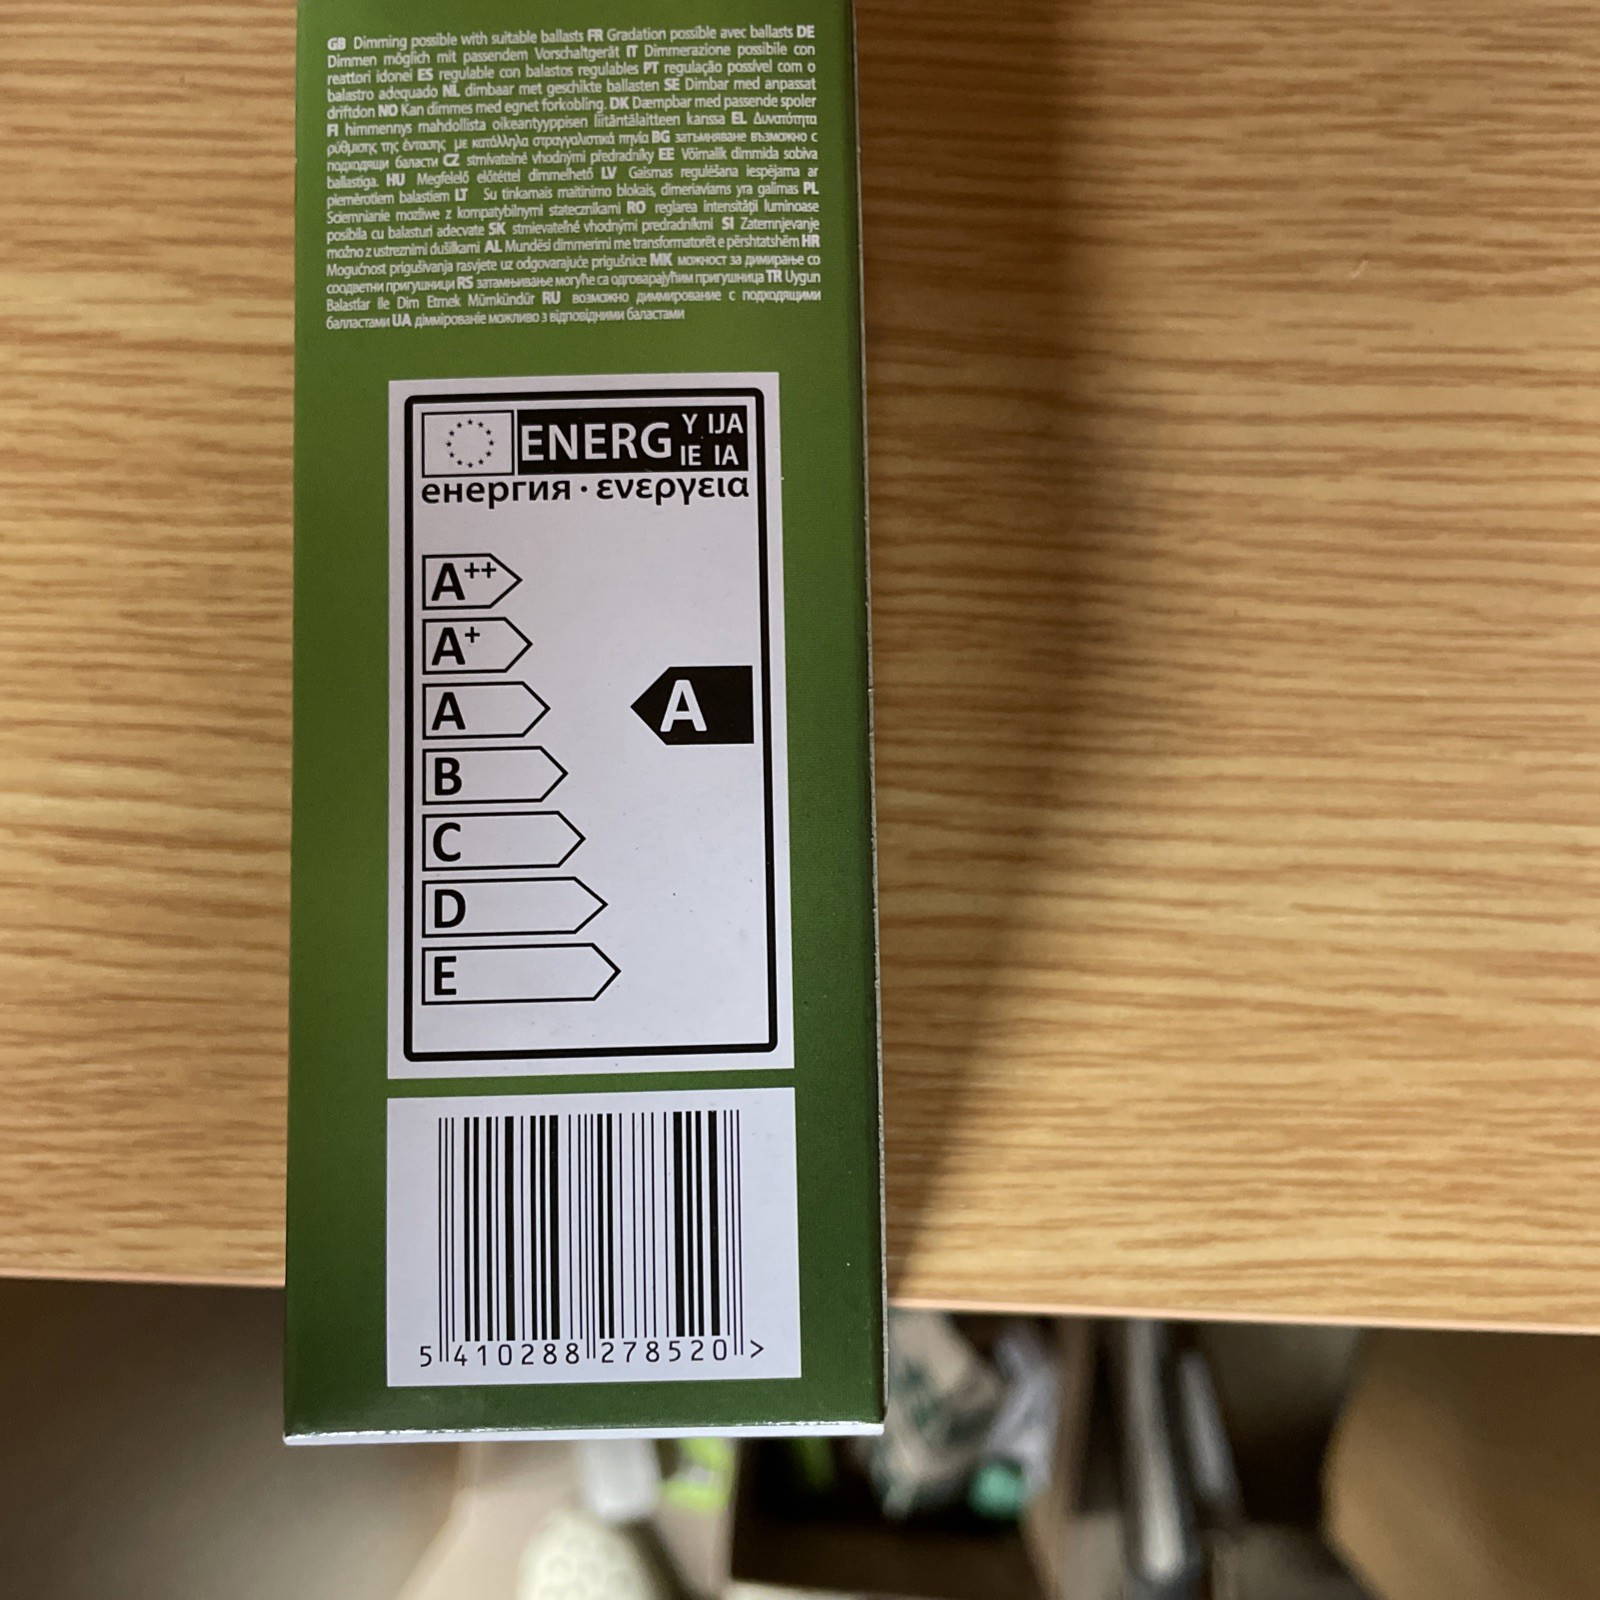 GB Dimming possible with suitable ballasts FR Gradation possible avec ballasts DE
Dimmen möglich mit passendem Vorschaltgerät IT Dimmerazione possibile con
reattori idonei ES regulable con balastos regulables PT regulação possível com o
balastro adequado NL dimbaar met geschikte ballasten SE Dimbar med anpassat
driftdon NO Kan dimmes med egnet forkobling. DK Dæmpbar med passende spoler
FI himmennys mahdollista oikeantyyppisen liitäntälaitteen kanssa EL Δυνατότητα
ρύθμισης της έντασης με κατάλληλα στραγγαλιστικά πηνία BG затъмняване възможно с
подходящи баласти CZ stmívatelné vhodnými předřadníky EE Võimalik dimmida sobiva
ballastiga. HU Megfelelő előtéttel dimmelhető LV Gaismas regulēšana iespējama ar
piemērotiem balastiem LT Su tinkamais maitinimo blokais, dimeriaviams yra galimas PL
Ściemnianie możliwe z kompatybilnymi statecznikami RO reglarea intensității luminoase
posibila cu balasturi adecvate SK stmievateľné vhodnými predradníkmi SI Zatemnjevanje
možno z ustreznimi dušilkami AL Mundësi dimmerimi me transformatorët e përshtatshëm HR
Mogućnost prigušivanja rasvjete uz odgovarajuće prigušnice MK можност за димирање со
соодветни пригушници RS затамњивање могуће са одговарајућим пригушница TR Uygun
Balastlar ile Dim Etmek Mümkündür RU возможно диммирование с подходящими
балластами UA діммірованіе можливо з відповідними баластами
ENERG Y IJA
IE IA
енергия · ενεργεια
A++
A+
A A
B
C
D
E
5 410288 278520 >